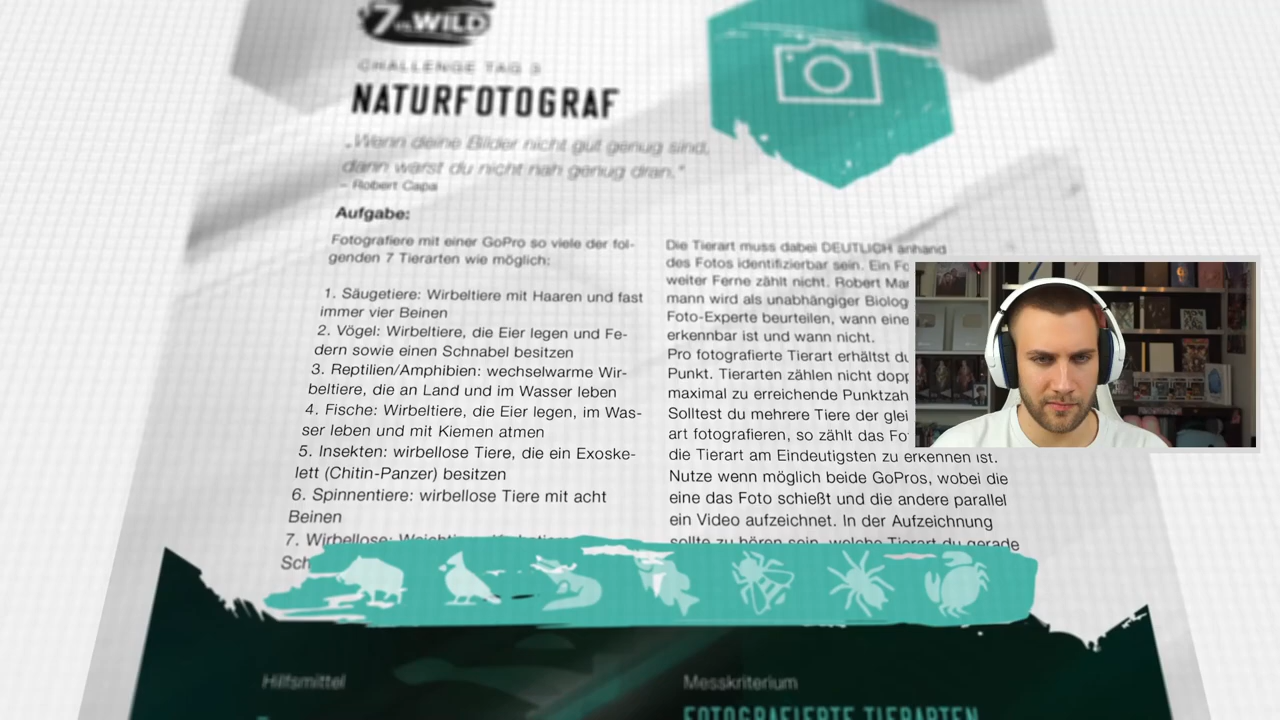 7 vs. WILD
CHALLENGE TAG 3
NATURFOTOGRAF
„Wenn deine Bilder nicht gut genug sind,
dann warst du nicht nah genug dran."
– Robert Capa
Aufgabe:
Fotografiere mit einer GoPro so viele der fol-
genden 7 Tierarten wie möglich:
1. Säugetiere: Wirbeltiere mit Haaren und fast
immer vier Beinen
2. Vögel: Wirbeltiere, die Eier legen und Fe-
dern sowie einen Schnabel besitzen
3. Reptilien/Amphibien: wechselwarme Wir-
beltiere, die an Land und im Wasser leben
4. Fische: Wirbeltiere, die Eier legen, im Was-
ser leben und mit Kiemen atmen
5. Insekten: wirbellose Tiere, die ein Exoske-
lett (Chitin-Panzer) besitzen
6. Spinnentiere: wirbellose Tiere mit acht
Beinen
7. Wirbellose:
Sch
Die Tierart muss dabei DEUTLICH anhand
des Fotos identifizierbar sein. Ein Fo
weiter Ferne zählt nicht. Robert Mar
mann wird als unabhängiger Biolog
Foto-Experte beurteilen, wann eine
erkennbar ist und wann nicht.
Pro fotografierte Tierart erhältst du
Punkt. Tierarten zählen nicht dopp
maximal zu erreichende Punktzah
Solltest du mehrere Tiere der glei
art fotografieren, so zählt das Fo
die Tierart am Eindeutigsten zu erkennen ist.
Nutze wenn möglich beide GoPros, wobei die
eine das Foto schießt und die andere parallel
ein Video aufzeichnet. In der Aufzeichnung
sollte zu hören sein, welche Tierart du gerade
Hilfsmittel
Messkriterium
FOTOGRAFIERTE TIERARTEN